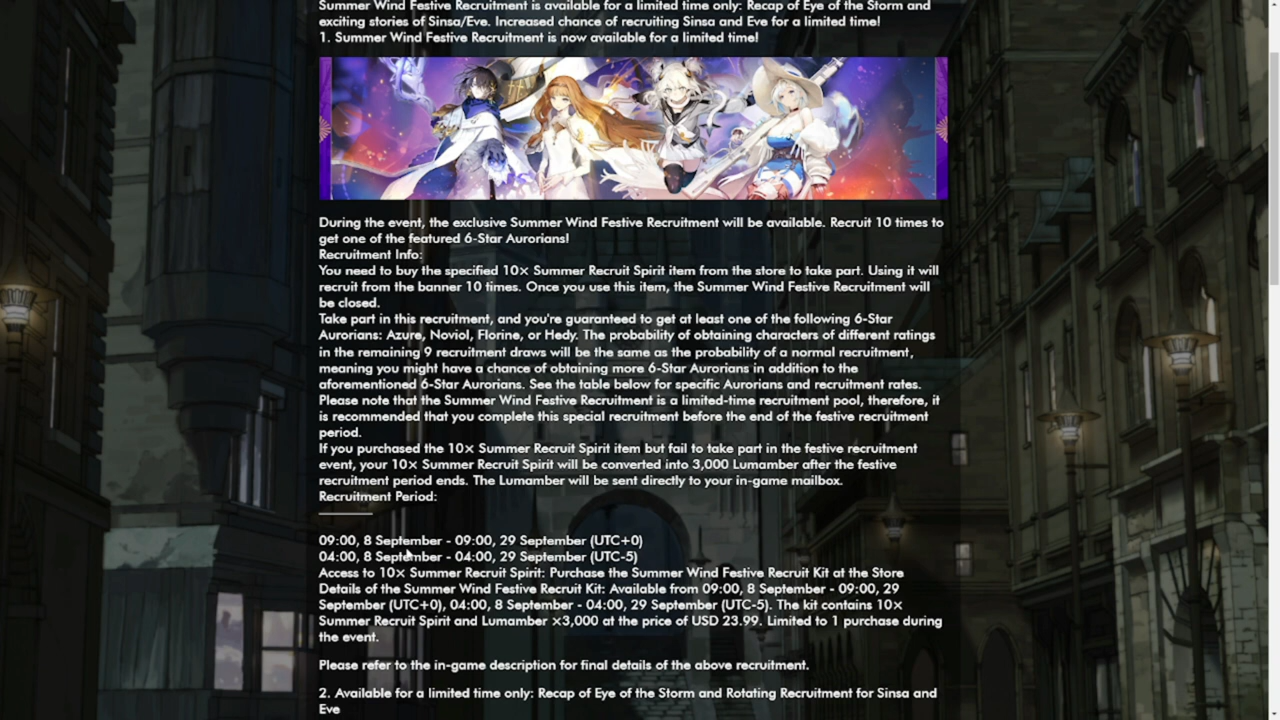 Summer Wind Festive Recruitment is available for a limited time only: Recap of Eye of the Storm and
exciting stories of Sinsa/Eve. Increased chance of recruiting Sinsa and Eve for a limited time!
1. Summer Wind Festive Recruitment is now available for a limited time!
During the event, the exclusive Summer Wind Festive Recruitment will be available. Recruit 10 times to
get one of the featured 6-Star Aurorians!
Recruitment Info:
You need to buy the specified 10× Summer Recruit Spirit item from the store to take part. Using it will
recruit from the banner 10 times. Once you use this item, the Summer Wind Festive Recruitment will
be closed.
Take part in this recruitment, and you're guaranteed to get at least one of the following 6-Star
Aurorians: Azure, Noviol, Florine, or Hedy. The probability of obtaining characters of different ratings
in the remaining 9 recruitment draws will be the same as the probability of a normal recruitment,
meaning you might have a chance of obtaining more 6-Star Aurorians in addition to the
aforementioned 6-Star Aurorians. See the table below for specific Aurorians and recruitment rates.
Please note that the Summer Wind Festive Recruitment is a limited-time recruitment pool, therefore, it
is recommended that you complete this special recruitment before the end of the festive recruitment
period.
If you purchased the 10× Summer Recruit Spirit item but fail to take part in the festive recruitment
event, your 10× Summer Recruit Spirit will be converted into 3,000 Lumamber after the festive
recruitment period ends. The Lumamber will be sent directly to your in-game mailbox.
Recruitment Period:
09:00, 8 September - 09:00, 29 September (UTC+0)
04:00, 8 September - 04:00, 29 September (UTC-5)
Access to 10× Summer Recruit Spirit: Purchase the Summer Wind Festive Recruit Kit at the Store
Details of the Summer Wind Festive Recruit Kit: Available from 09:00, 8 September - 09:00, 29
September (UTC+0), 04:00, 8 September - 04:00, 29 September (UTC-5). The kit contains 10×
Summer Recruit Spirit and Lumamber ×3,000 at the price of USD 23.99. Limited to 1 purchase during
the event.
Please refer to the in-game description for final details of the above recruitment.
2. Available for a limited time only: Recap of Eye of the Storm and Rotating Recruitment for Sinsa and
Eve